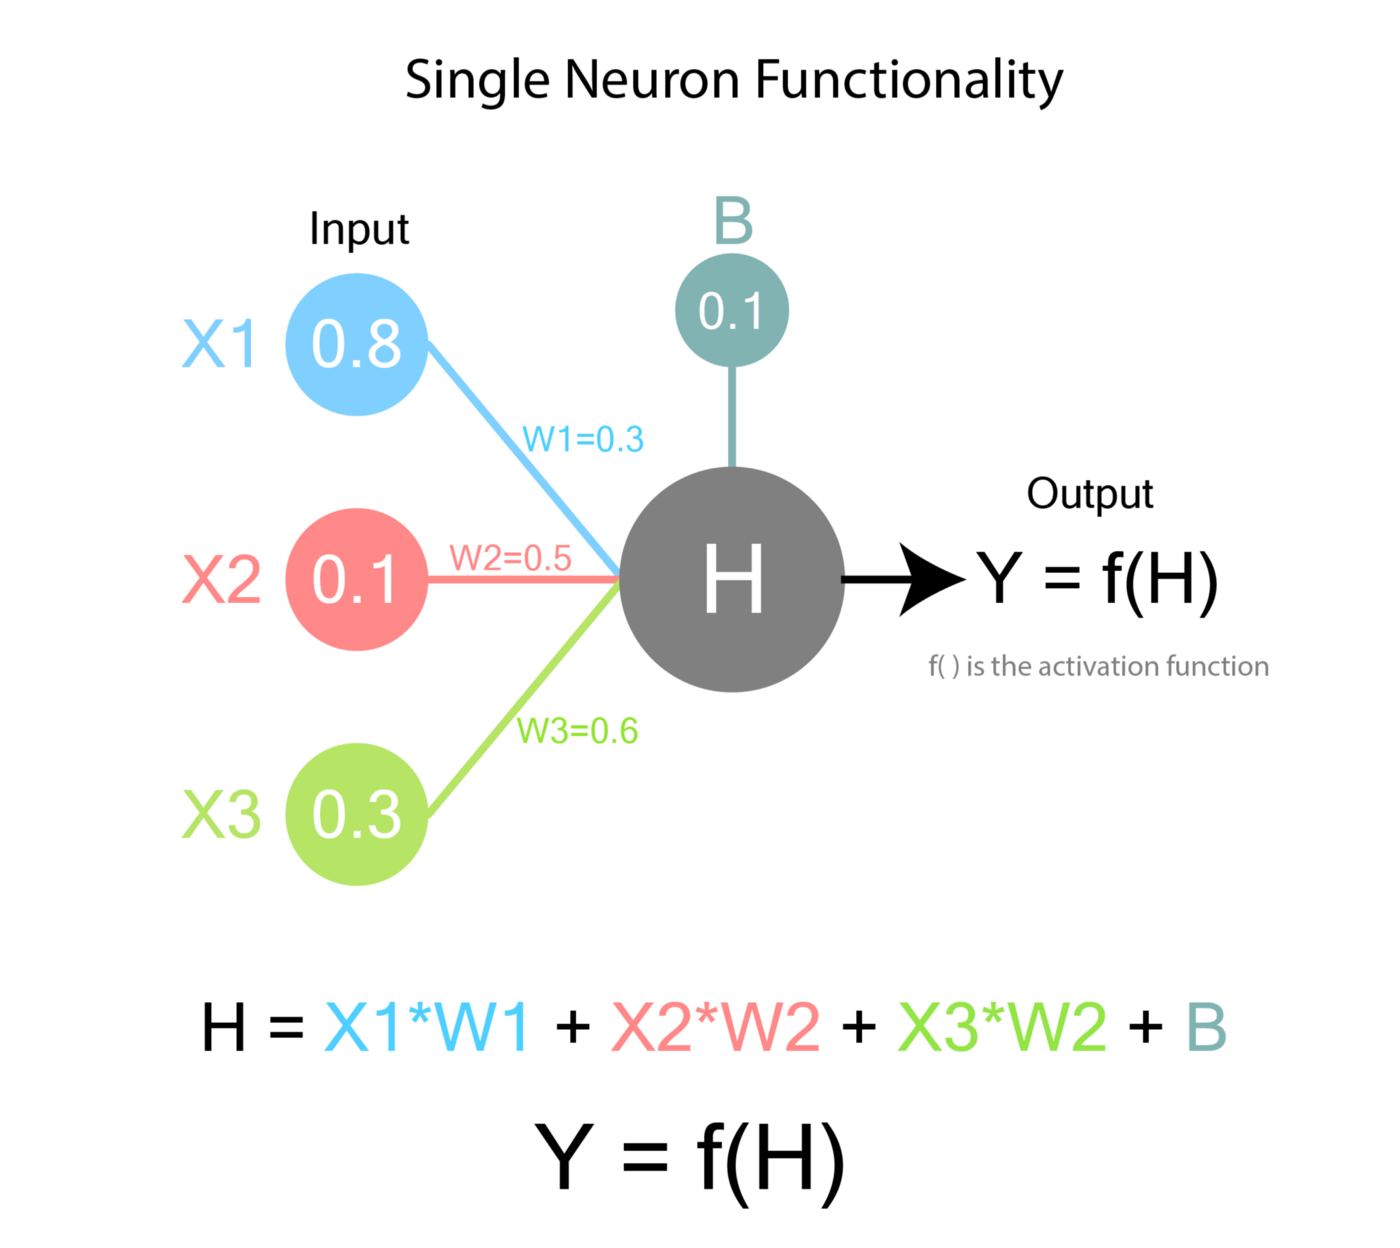 Single Neuron Functionality
Input
B
X1
0.8
0.1
W1=0.3
Output
X2
0.1
W2=0.5
H
Y = f(H)
f( ) is the activation function
W3=0.6
X3
0.3
H = X1*W1 + X2*W2 + X3*W2 + B
Y = f(H)